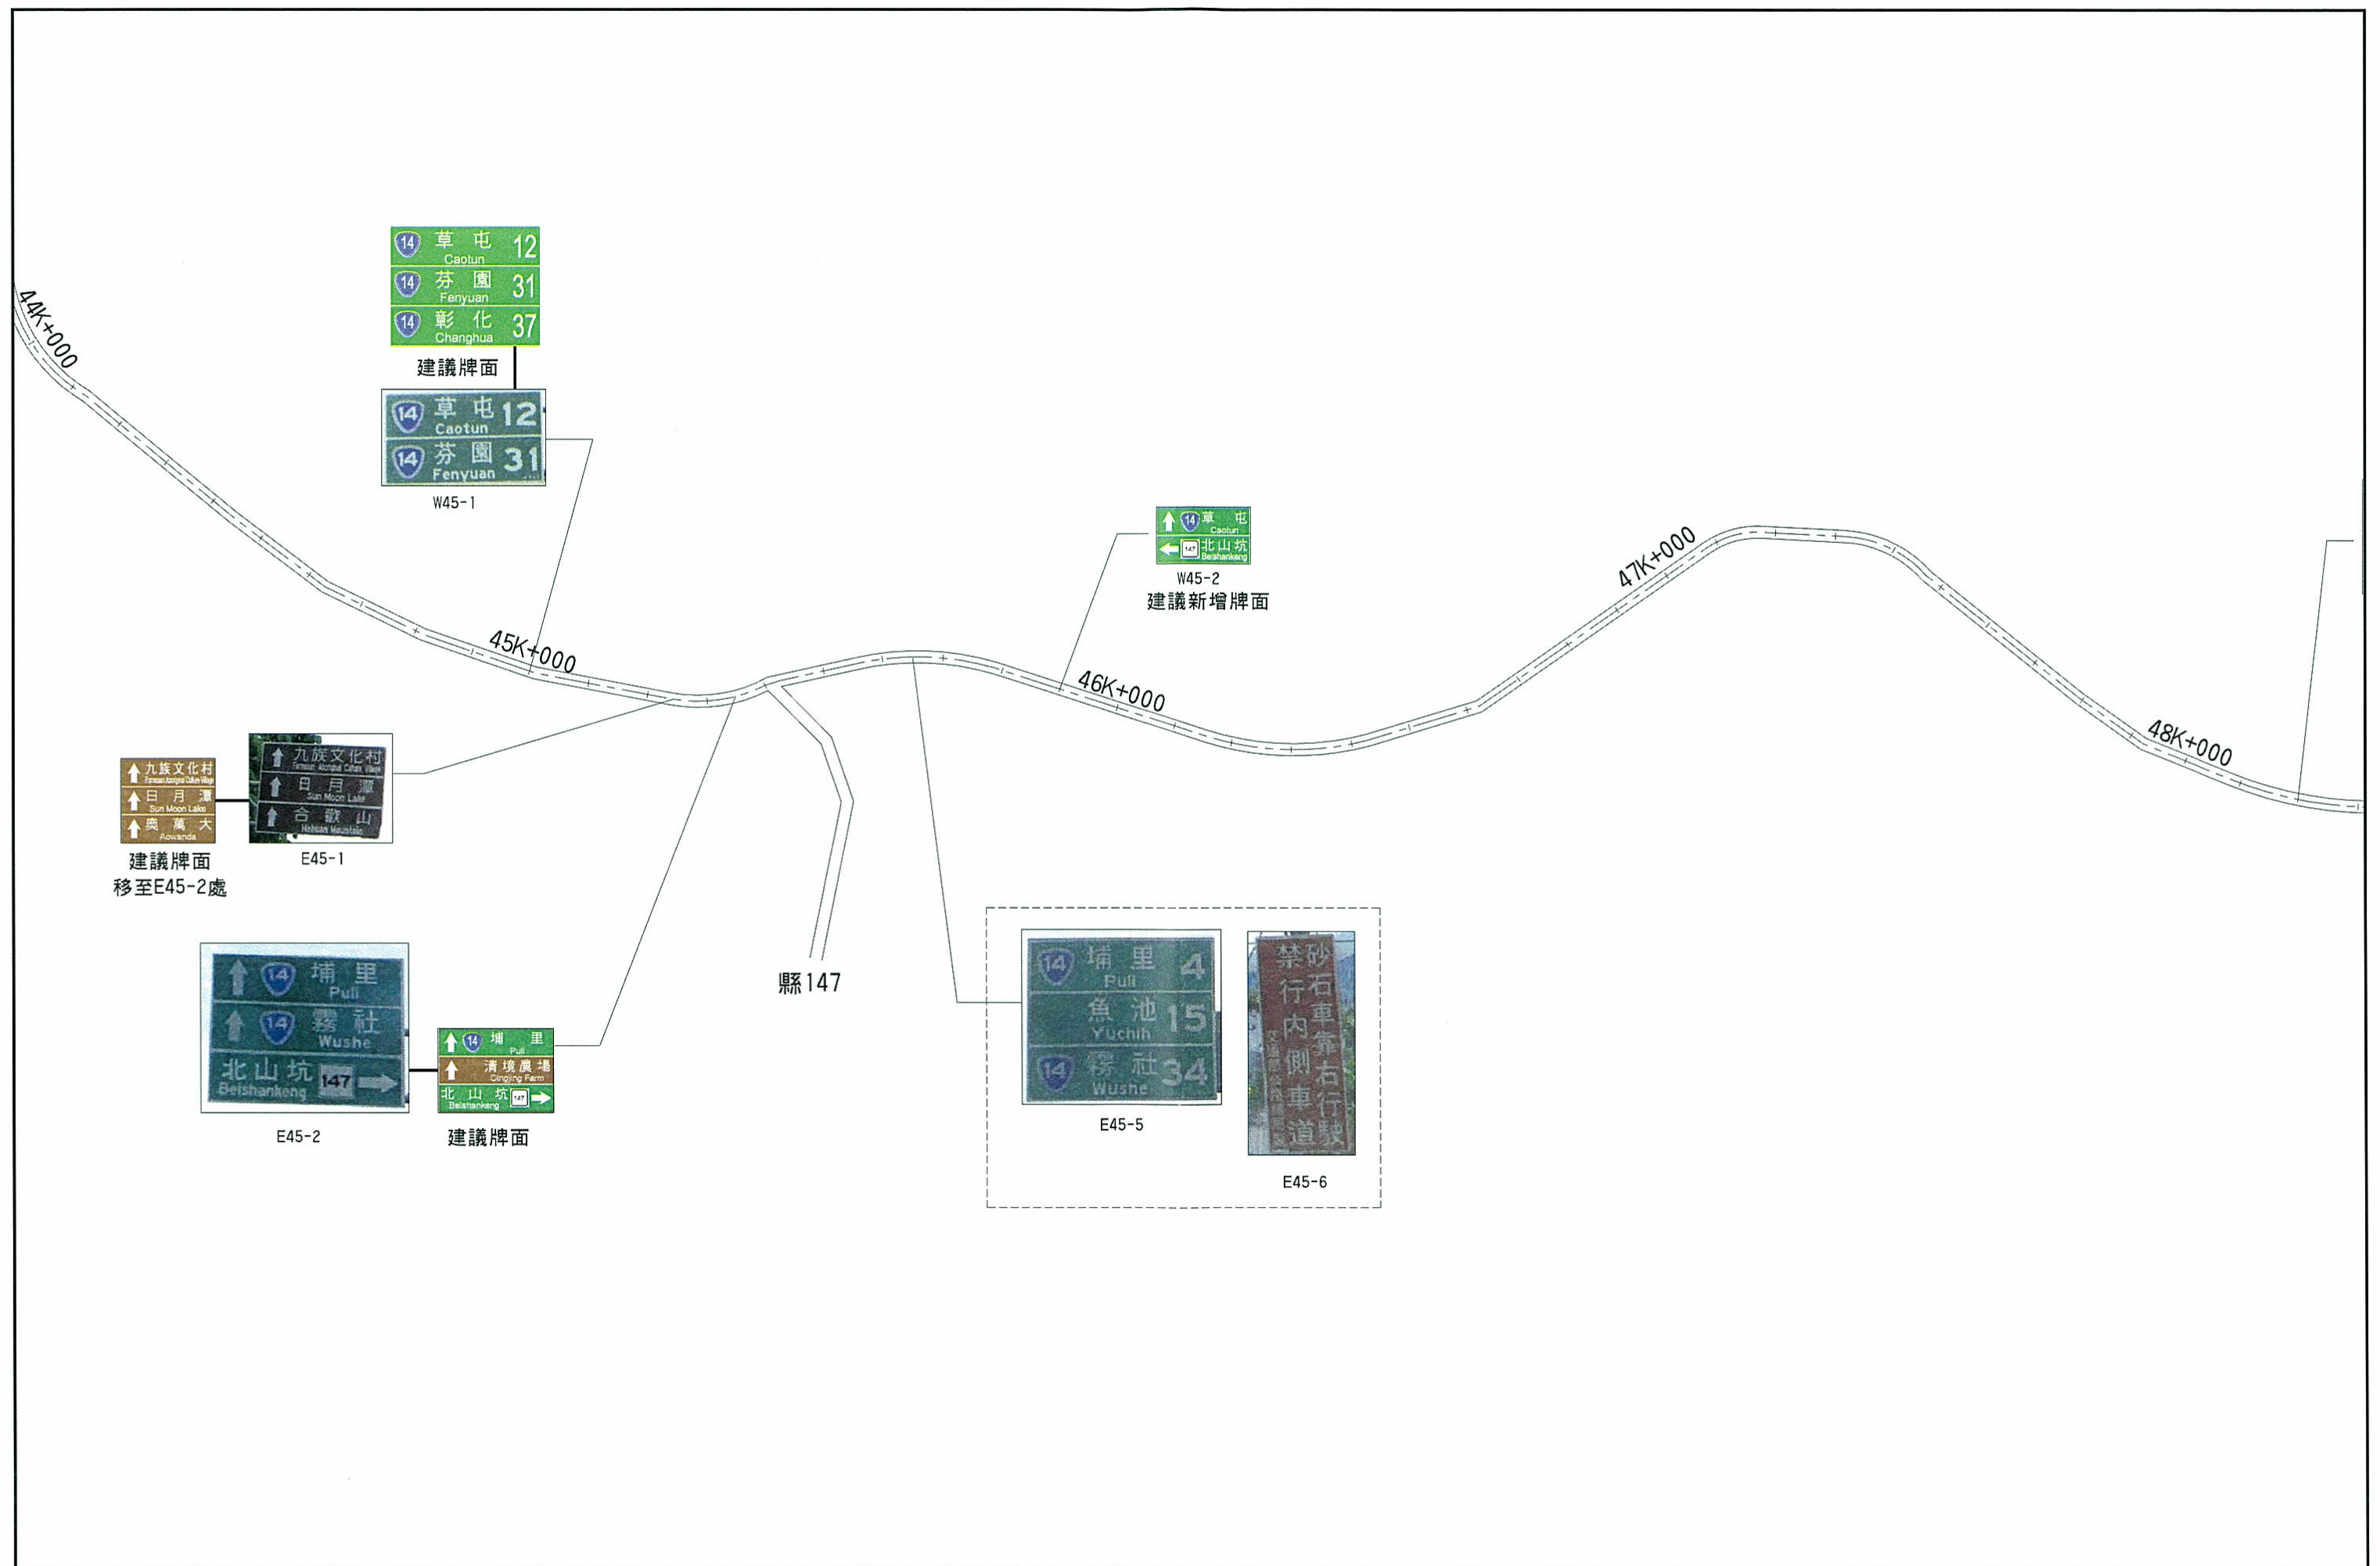 14 草屯 12
Caotun
14 芬園 31
Fenyuan
14 彰化 37
Changhua
建議牌面
14 草屯 12
Caotun
14 芬園 31
Fenyuan
W45-1
44K+000
45K+000
14 草屯
Caotun
147 北山坑
Beishankeng
W45-2
建議新增牌面
46K+000
47K+000
48K+000
九族文化村
Formosan Aboriginal Culture Village
日月潭
Sun Moon Lake
奧萬大
Aowanda
建議牌面
移至E45-2處
九族文化村
Formosan Aboriginal Culture Village
日月潭
Sun Moon Lake
合歡山
Hehuan Mountain
E45-1
14 埔里
Puli
14 霧社
Wushe
北山坑 147
Beishankeng
E45-2
14 埔里
Puli
清境農場
Cingjing Farm
北山坑 147
Beishankeng
建議牌面
縣147
14 埔里 4
Puli
魚池 15
Yuchih
14 霧社 34
Wushe
E45-5
砂石車靠右行駛
禁行內側車道
E45-6